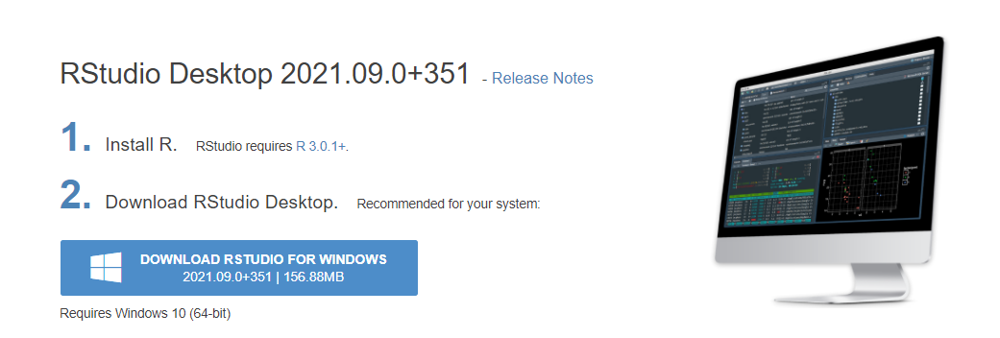 RStudio Desktop 2021.09.0+351 - Release Notes
1. Install R. RStudio requires R 3.0.1+.
2. Download RStudio Desktop. Recommended for your system:
DOWNLOAD RSTUDIO FOR WINDOWS
2021.09.0+351 | 156.88MB
Requires Windows 10 (64-bit)